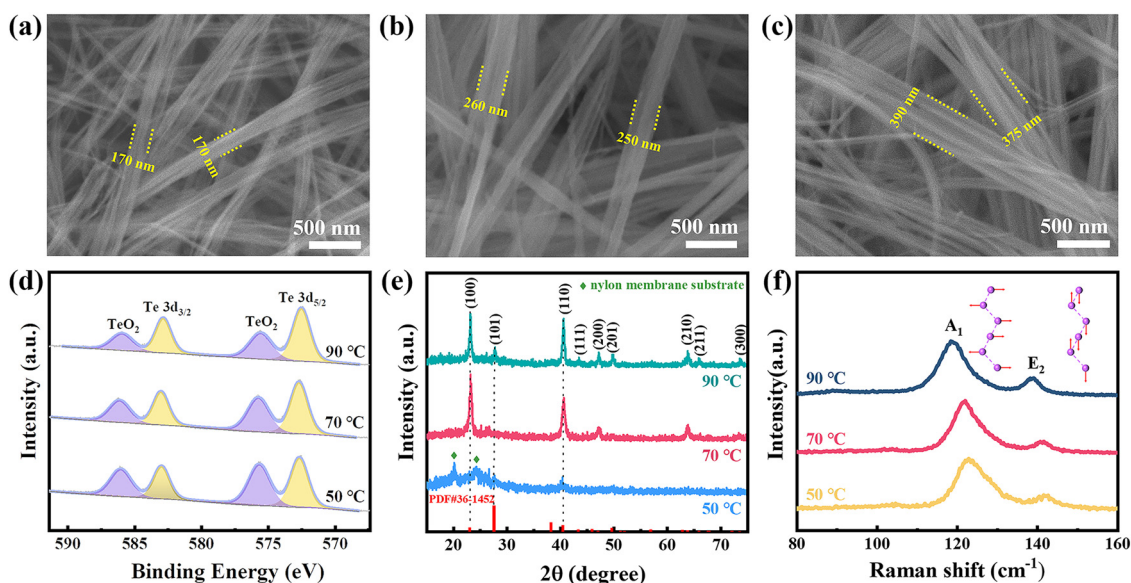 (a)
170 nm
170 nm
500 nm
(b)
260 nm
250 nm
500 nm
(c)
390 nm
375 nm
500 nm
(d)
Te 3d5/2
Te 3d3/2
TeO2
TeO2
90 ℃
70 ℃
50 ℃
Intensity (a.u.)
590 585 580 575 570
Binding Energy (eV)
(e)
♦ nylon membrane substrate
(100)
(101)
(110)
(111)
(200)
(201)
(210)
(211)
(300)
90 ℃
70 ℃
PDF#36-1452
50 ℃
Intensity (a.u.)
20 30 40 50 60 70
2θ (degree)
(f)
A1
E2
90 ℃
70 ℃
50 ℃
Intensity(a.u.)
80 100 120 140 160
Raman shift (cm-1)